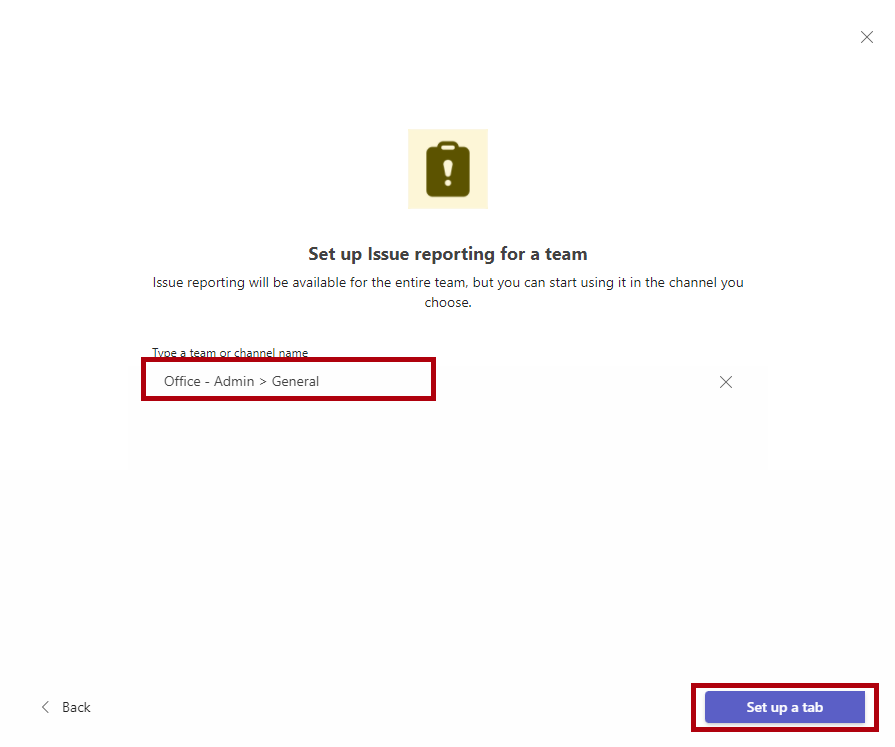 Set up Issue reporting for a team
Issue reporting will be available for the entire team, but you can start using it in the channel you
choose.
Type a team or channel name
Office - Admin > General
Back
Set up a tab